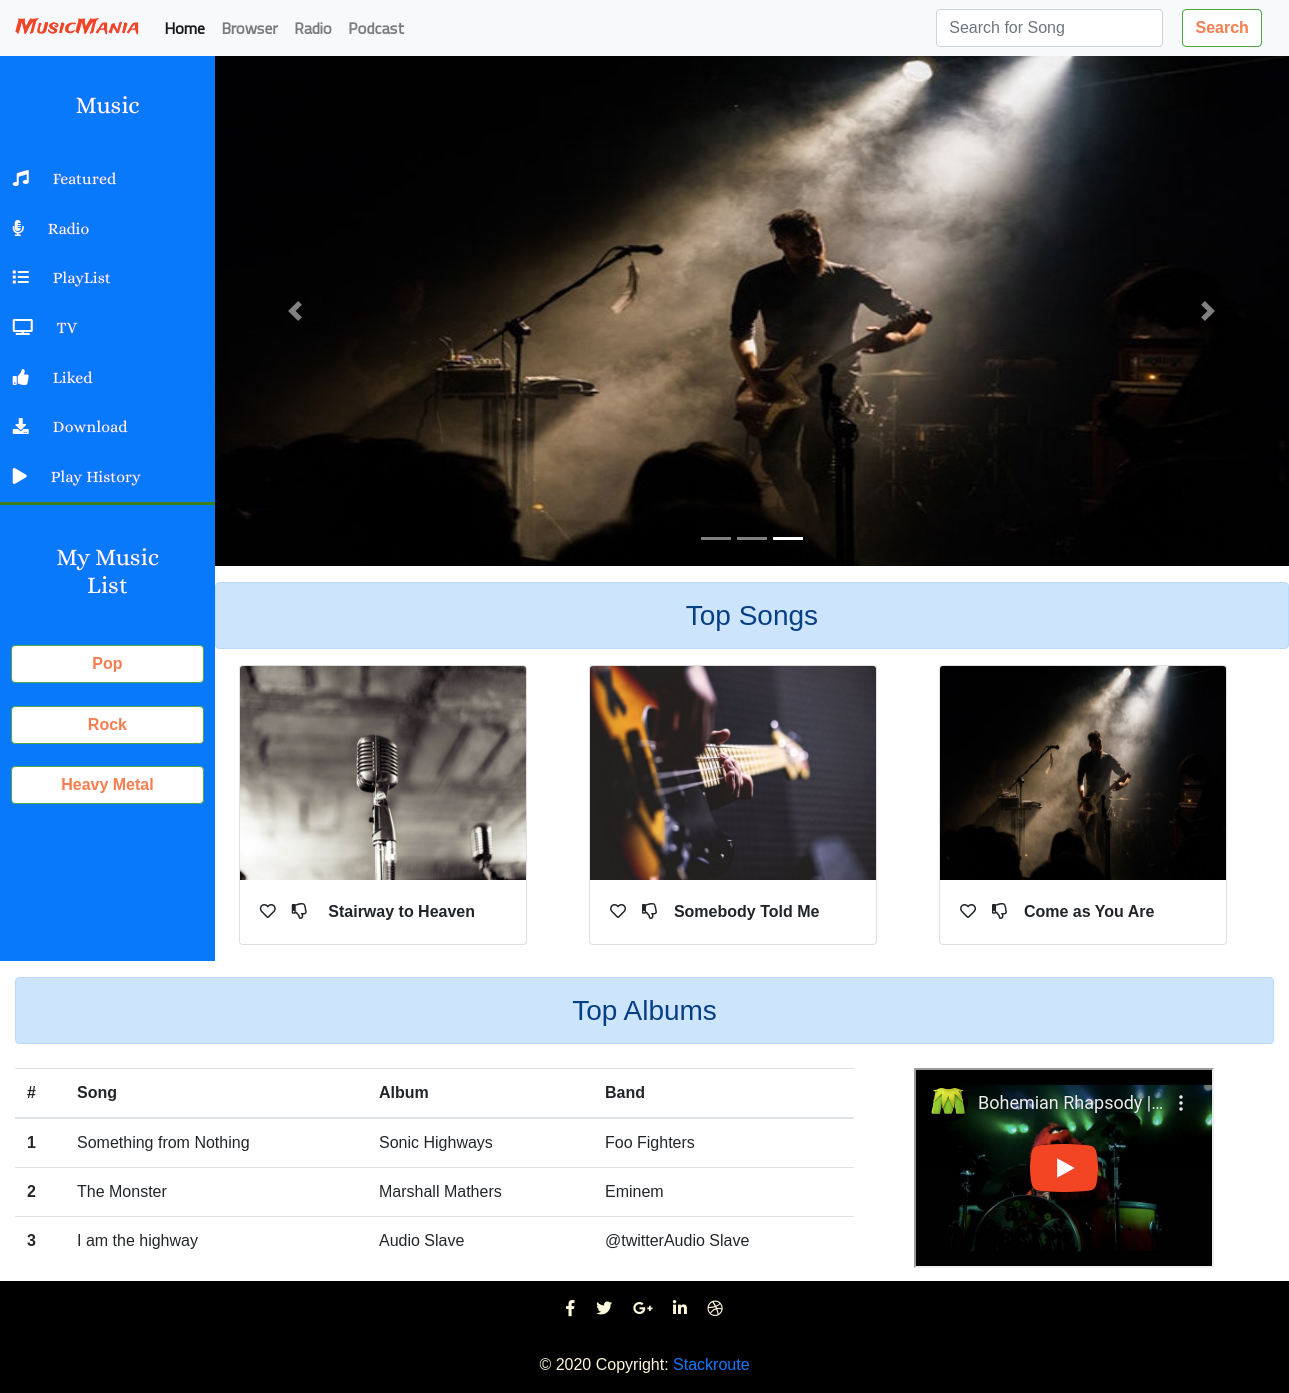 MusicMania Home Browser Radio Podcast Search for Song Search
Music
Featured
Radio
PlayList
TV
Liked
Download
Play History
My Music
List
Pop
Rock
Heavy Metal
Top Songs
Stairway to Heaven
Somebody Told Me
Come as You Are
Top Albums
# Song Album Band
1 Something from Nothing Sonic Highways Foo Fighters
2 The Monster Marshall Mathers Eminem
3 I am the highway Audio Slave @twitterAudio Slave
Bohemian Rhapsody |...
© 2020 Copyright: Stackroute